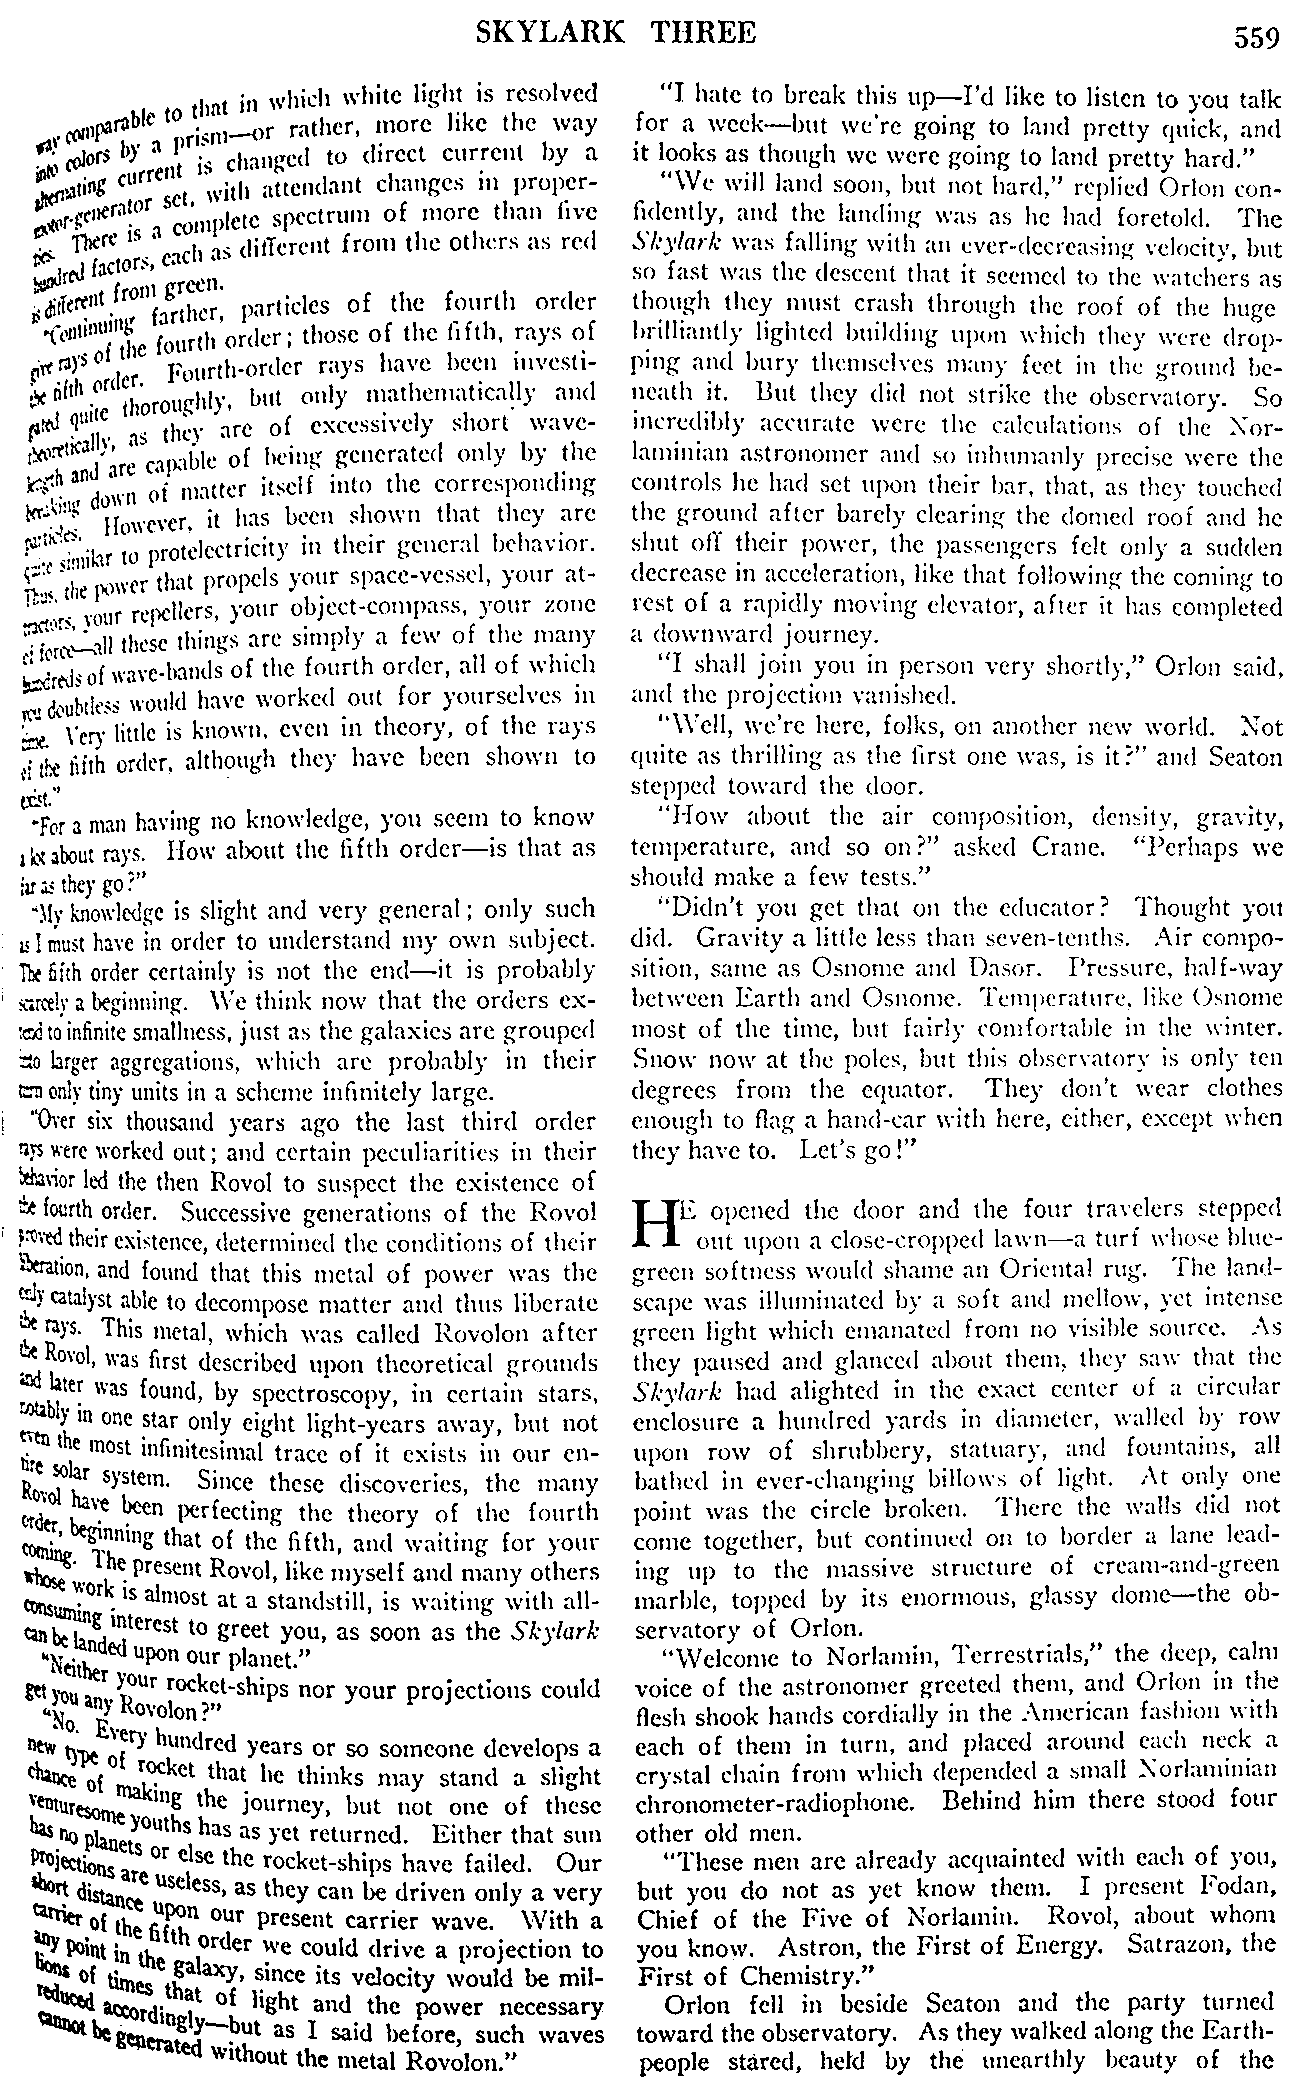 SKYLARK THREE
559
way comparable to that in which white light is resolved
into colors by a prism—or rather, more like the way
alternating current is changed to direct current by a
motor-generator set, with attendant changes in proper-
ties. There is a complete spectrum of more than five
hundred factors, each as different from the others as red
is different from green.
"Continuing farther, particles of the fourth order
give rays of the fourth order; those of the fifth, rays of
the fifth order. Fourth-order rays have been investi-
gated quite thoroughly, but only mathematically and
theoretically, as they are of excessively short wave-
length and are capable of being generated only by the
breaking down of matter itself into the corresponding
particles. However, it has been shown that they are
quite similar to protelectricity in their general behavior.
Thus, the power that propels your space-vessel, your at-
tractors, your repellers, your object-compass, your zone
of force—all these things are simply a few of the many
hundreds of wave-bands of the fourth order, all of which
you doubtless would have worked out for yourselves in
time. Very little is known, even in theory, of the rays
of the fifth order, although they have been shown to
exist."
"For a man having no knowledge, you seem to know
a lot about rays. How about the fifth order—is that as
far as they go?"
"My knowledge is slight and very general; only such
as I must have in order to understand my own subject.
The fifth order certainly is not the end—it is probably
scarcely a beginning. We think now that the orders ex-
tend to infinite smallness, just as the galaxies are grouped
into larger aggregations, which are probably in their
turn only tiny units in a scheme infinitely large.
"Over six thousand years ago the last third order
rays were worked out; and certain peculiarities in their
behavior led the then Rovol to suspect the existence of
the fourth order. Successive generations of the Rovol
proved their existence, determined the conditions of their
liberation, and found that this metal of power was the
only catalyst able to decompose matter and thus liberate
the rays. This metal, which was called Rovolon after
the Rovol, was first described upon theoretical grounds
and later was found, by spectroscopy, in certain stars,
notably in one star only eight light-years away, but not
even the most infinitesimal trace of it exists in our en-
tire solar system. Since these discoveries, the many
Rovol have been perfecting the theory of the fourth
order, beginning that of the fifth, and waiting for your
coming. The present Rovol, like myself and many others
whose work is almost at a standstill, is waiting with all-
consuming interest to greet you, as soon as the Skylark
can be landed upon our planet."
"Neither your rocket-ships nor your projections could
get you any Rovolon?"
"No. Every hundred years or so someone develops a
new type of rocket that he thinks may stand a slight
chance of making the journey, but not one of these
venturesome youths has as yet returned. Either that sun
has no planets or else the rocket-ships have failed. Our
projections are useless, as they can be driven only a very
short distance upon our present carrier wave. With a
carrier of the fifth order we could drive a projection to
any point in the galaxy, since its velocity would be mil-
lions of times that of light and the power necessary
reduced accordingly—but as I said before, such waves
cannot be generated without the metal Rovolon."
"I hate to break this up—I'd like to listen to you talk
for a week—but we're going to land pretty quick, and
it looks as though we were going to land pretty hard."
"We will land soon, but not hard," replied Orlon con-
fidently, and the landing was as he had foretold. The
Skylark was falling with an ever-decreasing velocity, but
so fast was the descent that it seemed to the watchers as
though they must crash through the roof of the huge
brilliantly lighted building upon which they were drop-
ping and bury themselves many feet in the ground be-
neath it. But they did not strike the observatory. So
incredibly accurate were the calculations of the Nor-
laminian astronomer and so inhumanly precise were the
controls he had set upon their bar, that, as they touched
the ground after barely clearing the domed roof and he
shut off their power, the passengers felt only a sudden
decrease in acceleration, like that following the coming to
rest of a rapidly moving elevator, after it has completed
a downward journey.
"I shall join you in person very shortly," Orlon said,
and the projection vanished.
"Well, we're here, folks, on another new world. Not
quite as thrilling as the first one was, is it?" and Seaton
stepped toward the door.
"How about the air composition, density, gravity,
temperature, and so on?" asked Crane. "Perhaps we
should make a few tests."
"Didn't you get that on the educator? Thought you
did. Gravity a little less than seven-tenths. Air compo-
sition, same as Osnome and Dasor. Pressure, half-way
between Earth and Osnome. Temperature, like Osnome
most of the time, but fairly comfortable in the winter.
Snow now at the poles, but this observatory is only ten
degrees from the equator. They don't wear clothes
enough to flag a hand-car with here, either, except when
they have to. Let's go!"
HE opened the door and the four travelers stepped
out upon a close-cropped lawn—a turf whose blue-
green softness would shame an Oriental rug. The land-
scape was illuminated by a soft and mellow, yet intense
green light which emanated from no visible source. As
they paused and glanced about them, they saw that the
Skylark had alighted in the exact center of a circular
enclosure a hundred yards in diameter, walled by row
upon row of shrubbery, statuary, and fountains, all
bathed in ever-changing billows of light. At only one
point was the circle broken. There the walls did not
come together, but continued on to border a lane lead-
ing up to the massive structure of cream-and-green
marble, topped by its enormous, glassy dome—the ob-
servatory of Orlon.
"Welcome to Norlamin, Terrestrials," the deep, calm
voice of the astronomer greeted them, and Orlon in the
flesh shook hands cordially in the American fashion with
each of them in turn, and placed around each neck a
crystal chain from which depended a small Norlaminian
chronometer-radiophone. Behind him there stood four
other old men.
"These men are already acquainted with each of you,
but you do not as yet know them. I present Fodan,
Chief of the Five of Norlamin. Rovol, about whom
you know. Astron, the First of Energy. Satrazon, the
First of Chemistry."
Orlon fell in beside Seaton and the party turned
toward the observatory. As they walked along the Earth-
people stared, held by the unearthly beauty of the